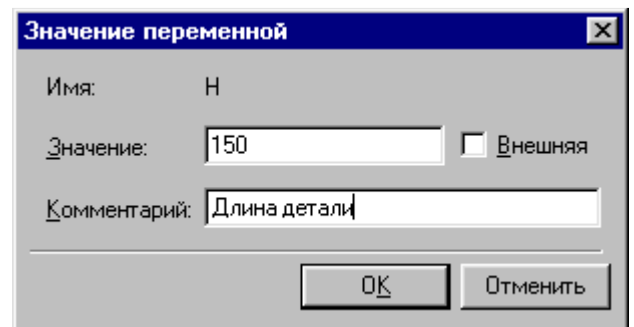 Значение переменной
Имя: H
Значение: 150 Внешняя
Комментарий: Длина детали
OK Отменить